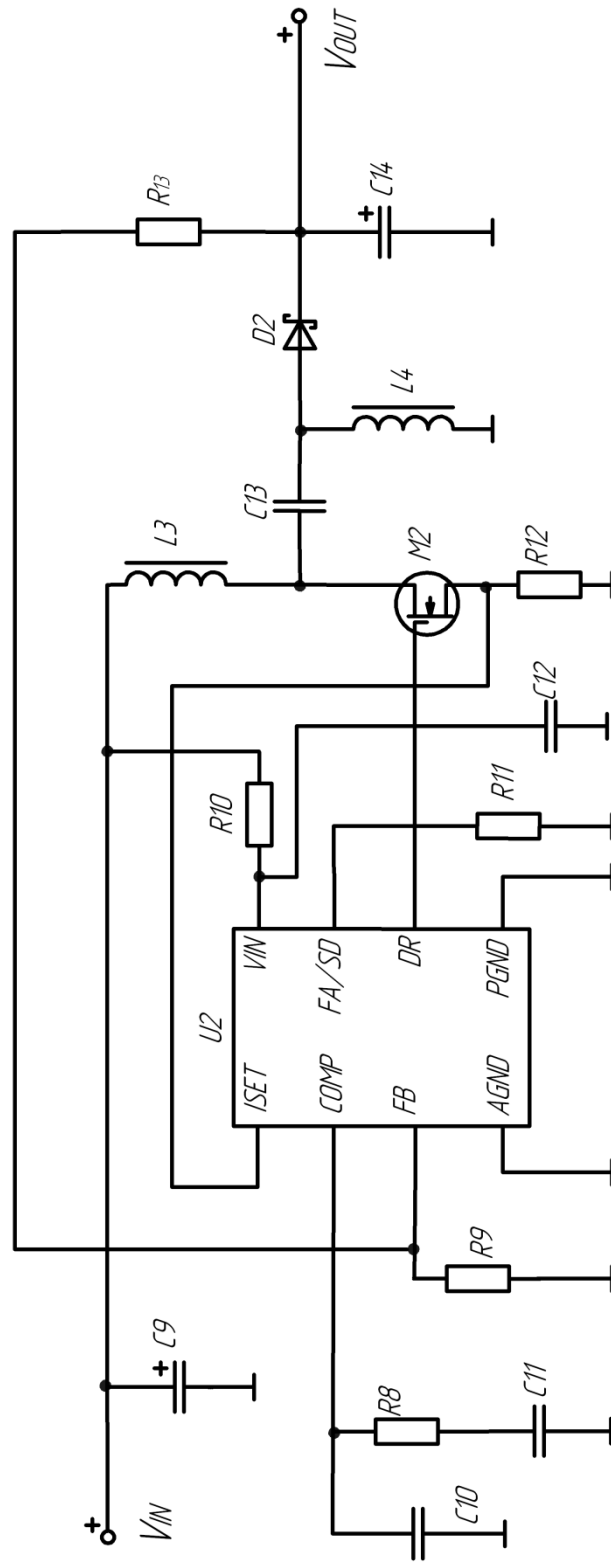 +
VIN
C9
+
C10
R8
C11
R9
U2
ISET
VIN
COMP
FA/SD
FB
DR
AGND
PGND
R10
R11
C12
L3
M2
R12
C13
L4
D2
R13
C14
+
+
VOUT